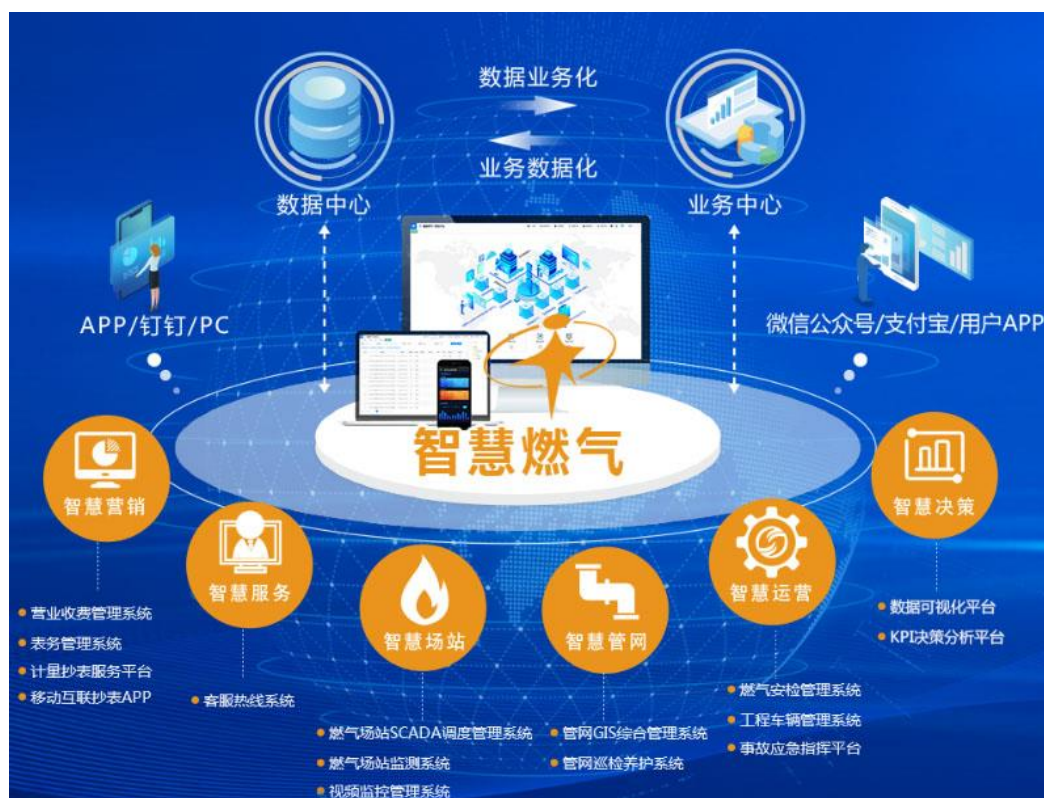 数据业务化
业务数据化
数据中心
业务中心
APP/钉钉/PC
微信公众号/支付宝/用户APP
智慧燃气
智慧营销
营业收费管理系统
表务管理系统
计量抄表服务平台
移动互联抄表APP
智慧服务
客服热线系统
智慧场站
燃气场站SCADA调度管理系统
燃气场站监测系统
视频监控管理系统
智慧管网
管网GIS综合管理系统
管网巡检养护系统
智慧运营
燃气安检管理系统
工程车辆管理系统
事故应急指挥平台
智慧决策
数据可视化平台
KPI决策分析平台